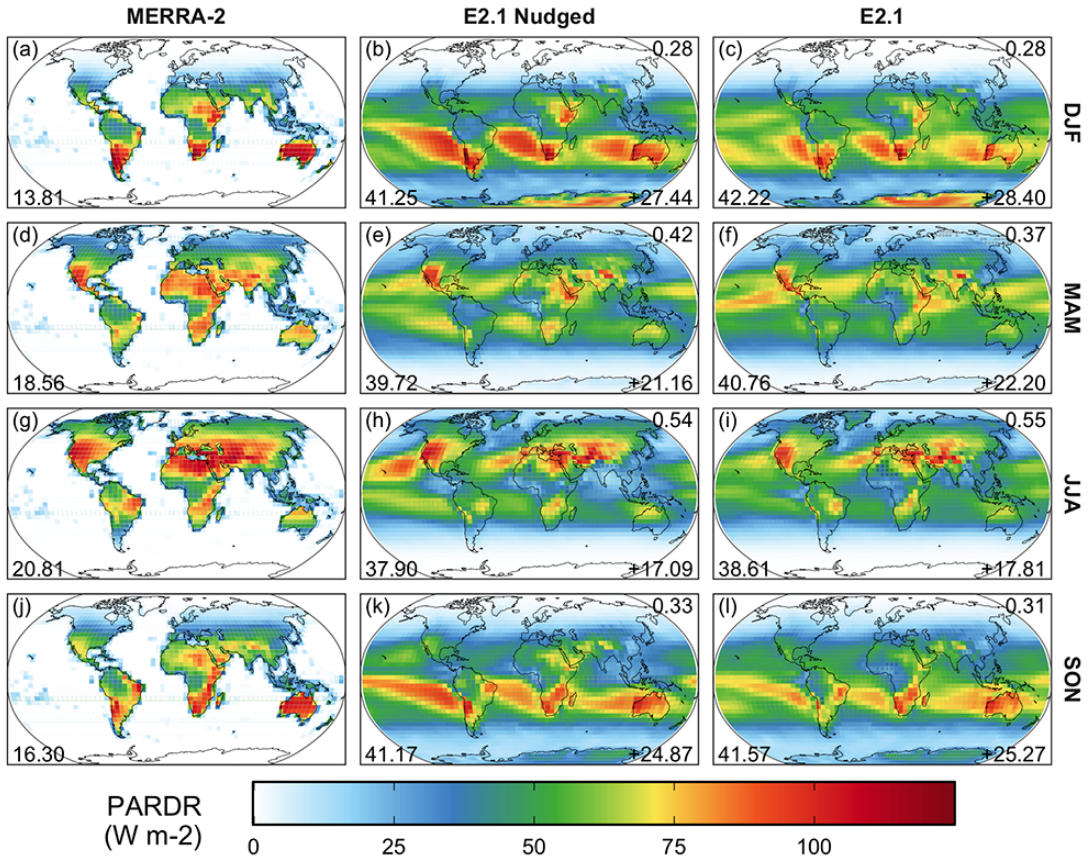 MERRA-2 E2.1 Nudged E2.1
(a) (b) 0.28 (c) 0.28
DJF
13.81 41.25 +27.44 42.22 +28.40
(d) (e) 0.42 (f) 0.37
MAM
18.56 39.72 +21.16 40.76 +22.20
(g) (h) 0.54 (i) 0.55
JJA
20.81 37.90 +17.09 38.61 +17.81
(j) (k) 0.33 (l) 0.31
SON
16.30 41.17 +24.87 41.57 +25.27
PARDR
(W m-2)
0 25 50 75 100